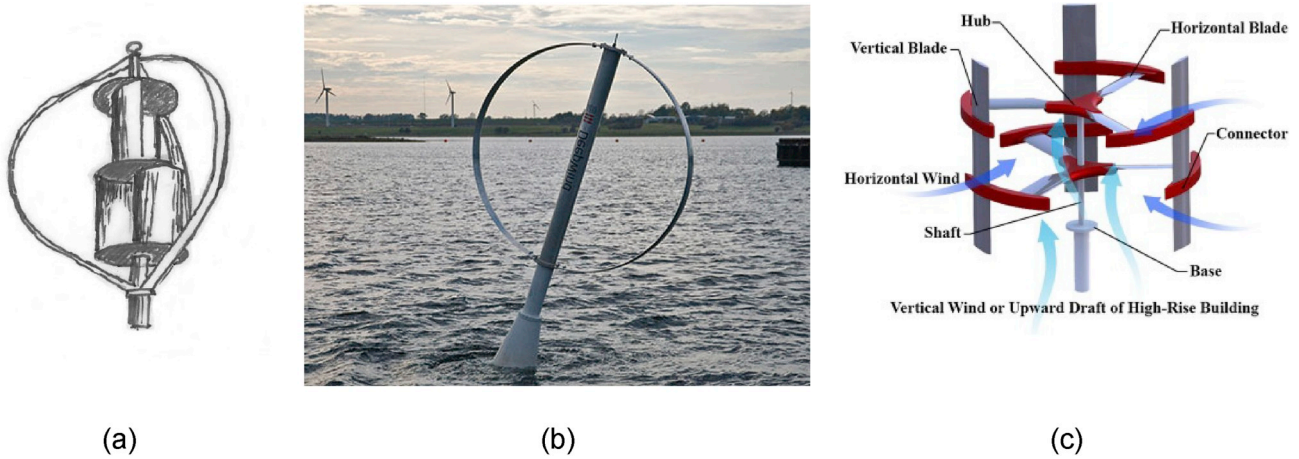 Hub
Horizontal Blade
Vertical Blade
Connector
Horizontal Wind
Shaft
Base
Vertical Wind or Upward Draft of High-Rise Building
DeepWind
(a)
(b)
(c)